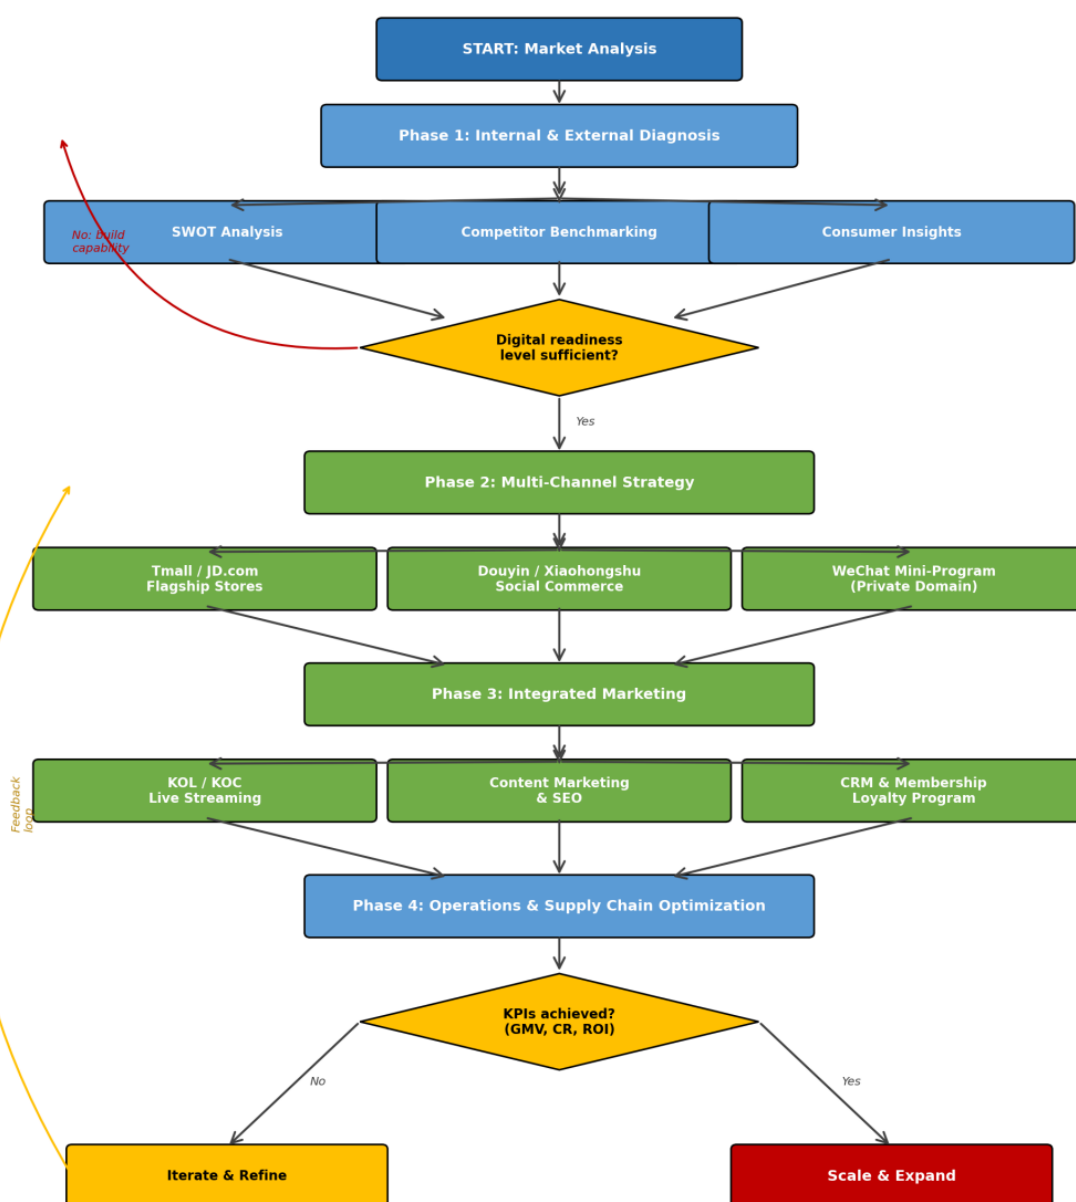 START: Market Analysis
Phase 1: Internal & External Diagnosis
SWOT Analysis
Competitor Benchmarking
Consumer Insights
No: build
capability
Digital readiness
level sufficient?
Yes
Phase 2: Multi-Channel Strategy
Tmall / JD.com
Flagship Stores
Douyin / Xiaohongshu
Social Commerce
WeChat Mini-Program
(Private Domain)
Phase 3: Integrated Marketing
KOL / KOC
Live Streaming
Content Marketing
& SEO
CRM & Membership
Loyalty Program
Feedback
loop
Phase 4: Operations & Supply Chain Optimization
KPIs achieved?
(GMV, CR, ROI)
No
Yes
Iterate & Refine
Scale & Expand